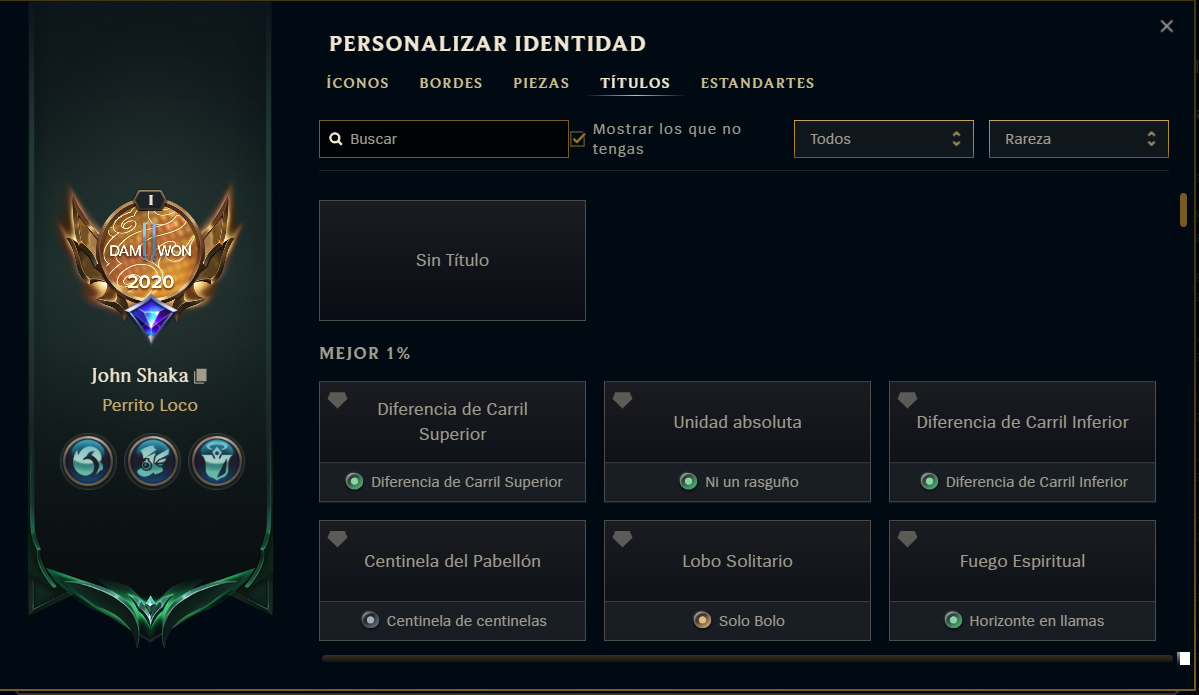 PERSONALIZAR IDENTIDAD
ÍCONOS BORDES PIEZAS TÍTULOS ESTANDARTES
Buscar
Mostrar los que no
tengas
Todos
Rareza
I
DAMWON
2020
John Shaka
Perrito Loco
Sin Título
MEJOR 1%
Diferencia de Carril
Superior
Diferencia de Carril Superior
Unidad absoluta
Ni un rasguño
Diferencia de Carril Inferior
Diferencia de Carril Inferior
Centinela del Pabellón
Centinela de centinelas
Lobo Solitario
Solo Bolo
Fuego Espiritual
Horizonte en llamas